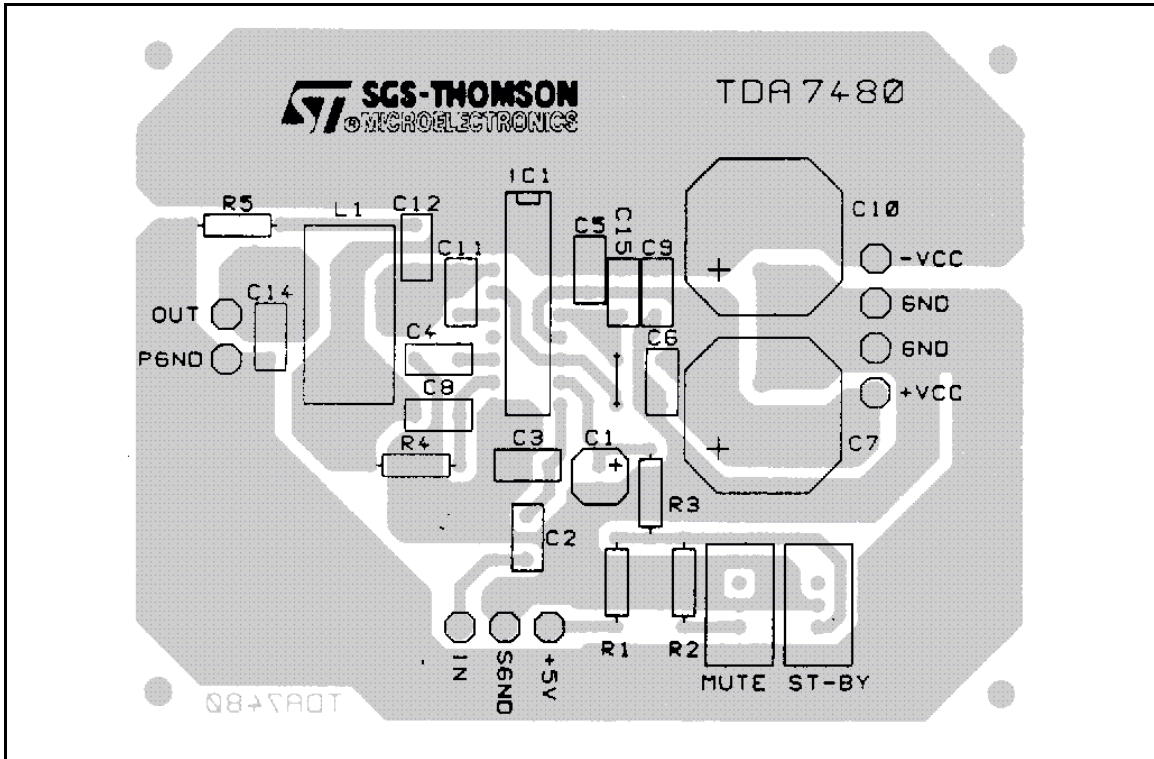 SGS-THOMSON
® MICROELECTRONICS
TDA7480
IC1
R5
L1
C12
C5
C15
C9
C10
C11
-VCC
C14
OUT
GND
C4
C6
PGND
GND
C8
+VCC
R4
C3
C1
C7
R3
C2
IN
SGND
+5V
R1
R2
MUTE
ST-BY
TDA7480